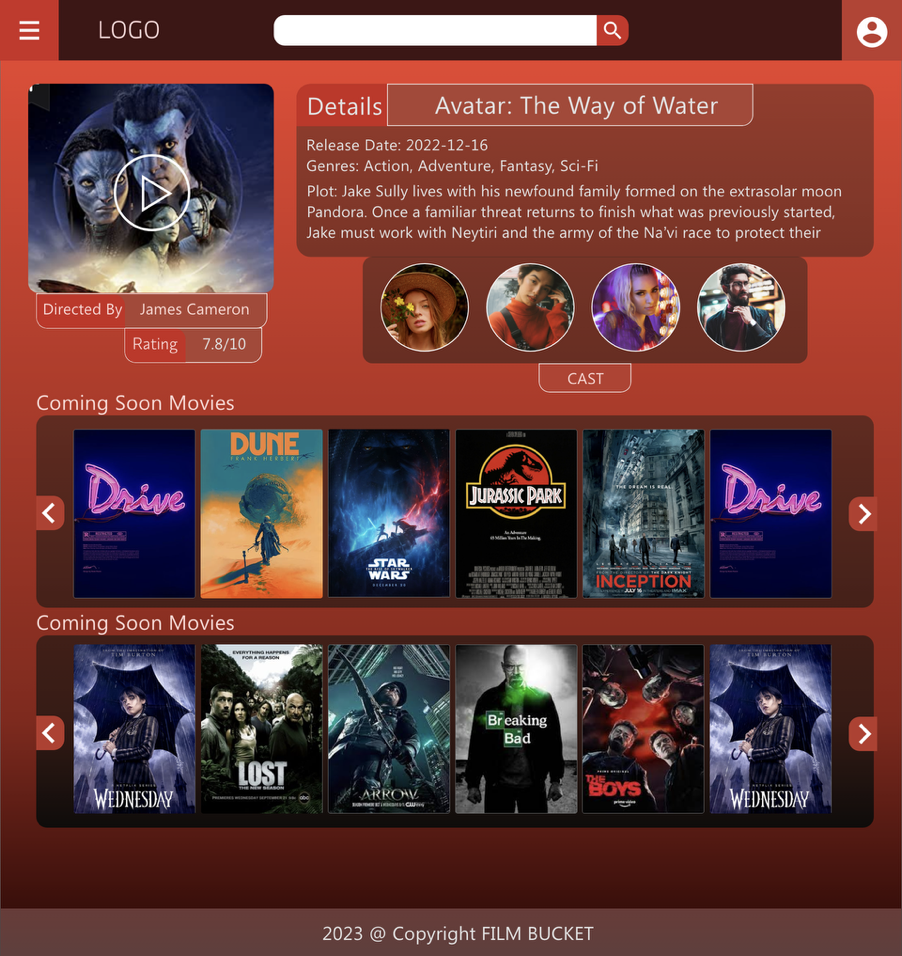 LOGO
Details
Avatar: The Way of Water
Release Date: 2022-12-16
Genres: Action, Adventure, Fantasy, Sci-Fi
Plot: Jake Sully lives with his newfound family formed on the extrasolar moon
Pandora. Once a familiar threat returns to finish what was previously started,
Jake must work with Neytiri and the army of the Na'vi race to protect their
Directed By
James Cameron
Rating
7.8/10
CAST
Coming Soon Movies
Drive
DUNE
FRANK HERBERT
STAR
WARS
JURASSIC PARK
An Adventure
65 Million Years In The Making.
THE DREAM IS REAL
INCEPTION
JULY 16
Drive
Coming Soon Movies
TIM BURTON
WEDNESDAY
EVERYTHING HAPPENS
FOR A REASON
LOST
THE NEW SEASON
ARROW
Breaking
Bad
THE
BOYS
prime video
TIM BURTON
WEDNESDAY
2023 @ Copyright FILM BUCKET